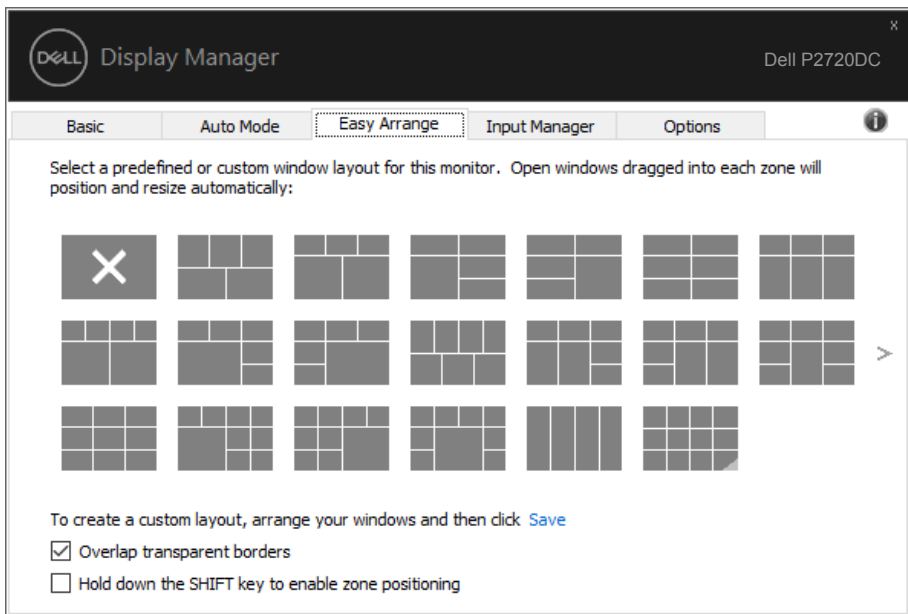 x
DELL Display Manager
Dell P2720DC
Basic Auto Mode Easy Arrange Input Manager Options i
Select a predefined or custom window layout for this monitor. Open windows dragged into each zone will
position and resize automatically:
>
To create a custom layout, arrange your windows and then click Save
Overlap transparent borders
Hold down the SHIFT key to enable zone positioning